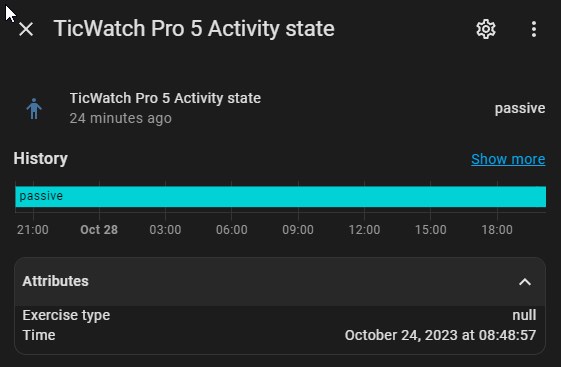 TicWatch Pro 5 Activity state
TicWatch Pro 5 Activity state
24 minutes ago
passive
History
Show more
passive
21:00 Oct 28 03:00 06:00 09:00 12:00 15:00 18:00
Attributes
Exercise type null
Time October 24, 2023 at 08:48:57